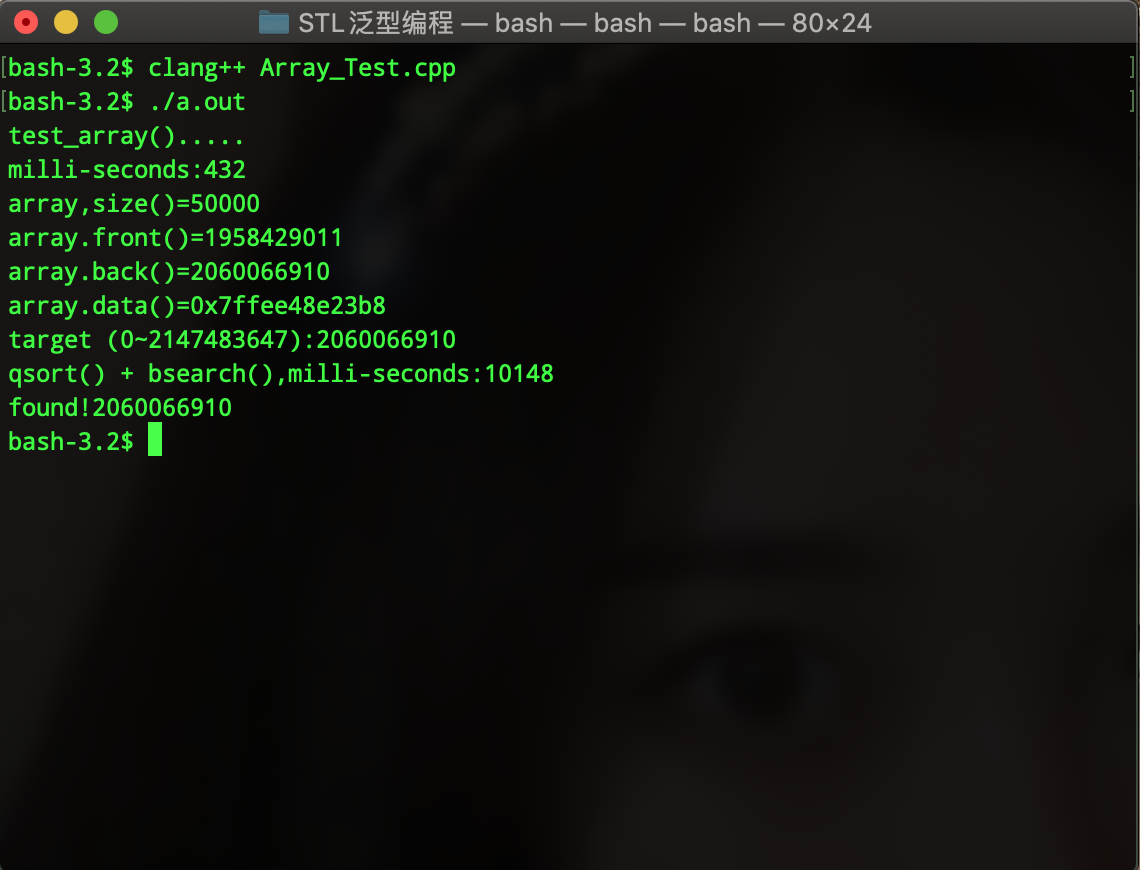 STL泛型编程 — bash — bash — bash — 80×24
[bash-3.2$ clang++ Array_Test.cpp ]
[bash-3.2$ ./a.out ]
test_array().....
milli-seconds:432
array,size()=50000
array.front()=1958429011
array.back()=2060066910
array.data()=0x7ffee48e23b8
target (0~2147483647):2060066910
qsort() + bsearch(),milli-seconds:10148
found!2060066910
bash-3.2$